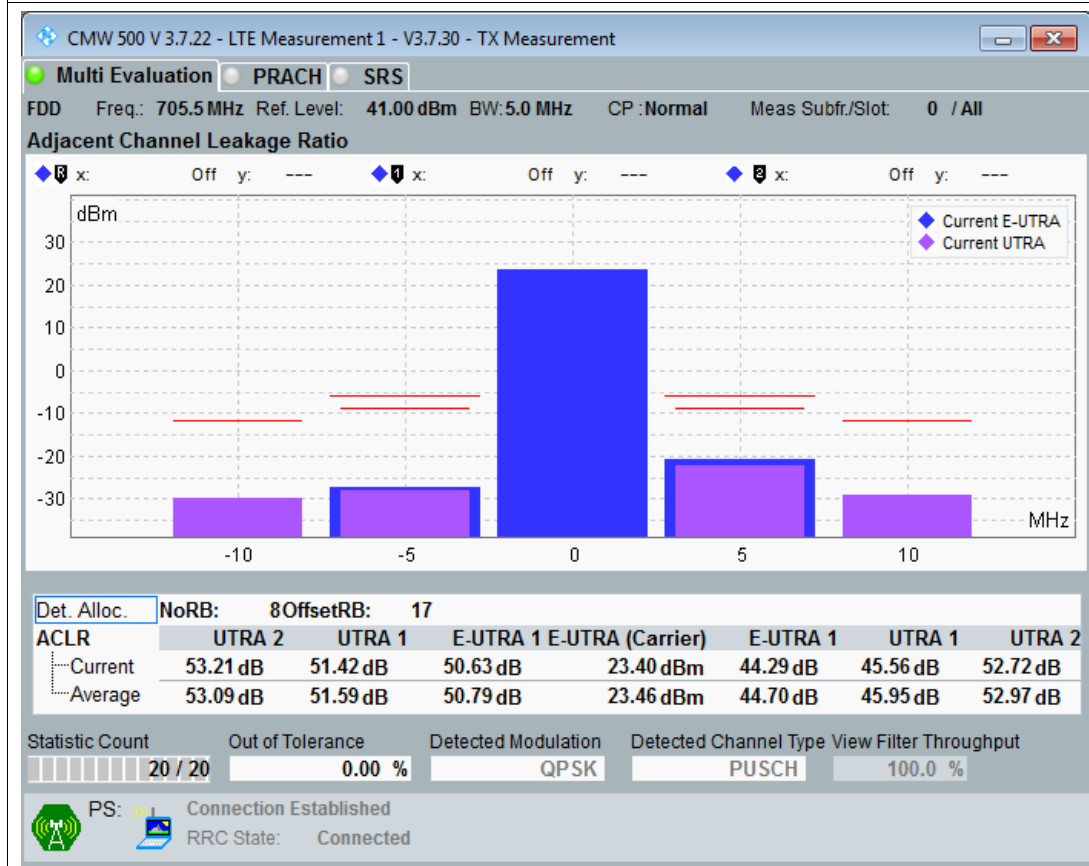 CMW 500 V 3.7.22 - LTE Measurement 1 - V3.7.30 - TX Measurement
Multi Evaluation PRACH SRS
FDD Freq.: 705.5 MHz Ref. Level: 41.00 dBm BW: 5.0 MHz CP : Normal Meas Subfr./Slot: 0 / All
Adjacent Channel Leakage Ratio
R x: Off y: --- 1 x: Off y: --- 2 x: Off y: ---
dBm
Current E-UTRA
Current UTRA
30
20
10
0
-10
-20
-30
MHz
-10 -5 0 5 10
Det. Alloc. NoRB: 8 OffsetRB: 17
ACLR UTRA 2 UTRA 1 E-UTRA 1 E-UTRA (Carrier) E-UTRA 1 UTRA 1 UTRA 2
Current 53.21 dB 51.42 dB 50.63 dB 23.40 dBm 44.29 dB 45.56 dB 52.72 dB
Average 53.09 dB 51.59 dB 50.79 dB 23.46 dBm 44.70 dB 45.95 dB 52.97 dB
Statistic Count Out of Tolerance Detected Modulation Detected Channel Type View Filter Throughput
20 / 20 0.00 % QPSK PUSCH 100.0 %
PS: Connection Established
RRC State: Connected